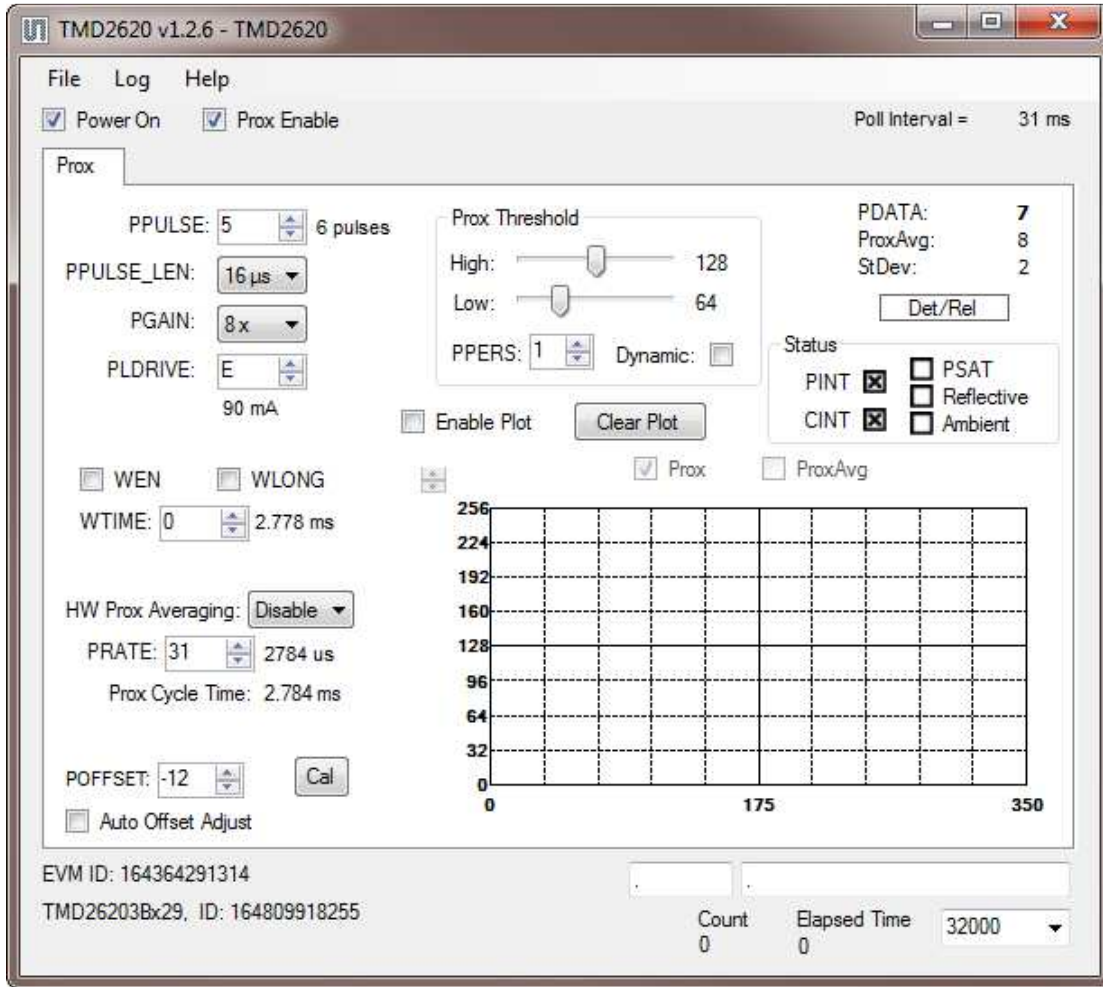 TMD2620 v1.2.6 - TMD2620
File Log Help
Power On Prox Enable Poll Interval = 31 ms
Prox
PPULSE: 5 6 pulses
PPULSE_LEN: 16 µs
PGAIN: 8 x
PLDRIVE: E
90 mA
Prox Threshold
High: 128
Low: 64
PPERS: 1 Dynamic:
PDATA: 7
ProxAvg: 8
StDev: 2
Det/Rel
Status
PINT PSAT
Reflective
CINT Ambient
Enable Plot Clear Plot
WEN WLONG
WTIME: 0 2.778 ms
HW Prox Averaging: Disable
PRATE: 31 2784 us
Prox Cycle Time: 2.784 ms
POFFSET: -12 Cal
Auto Offset Adjust
Prox ProxAvg
256
224
192
160
128
96
64
32
0
0 175 350
EVM ID: 164364291314
TMD26203Bx29, ID: 164809918255
. .
Count Elapsed Time 32000
0 0